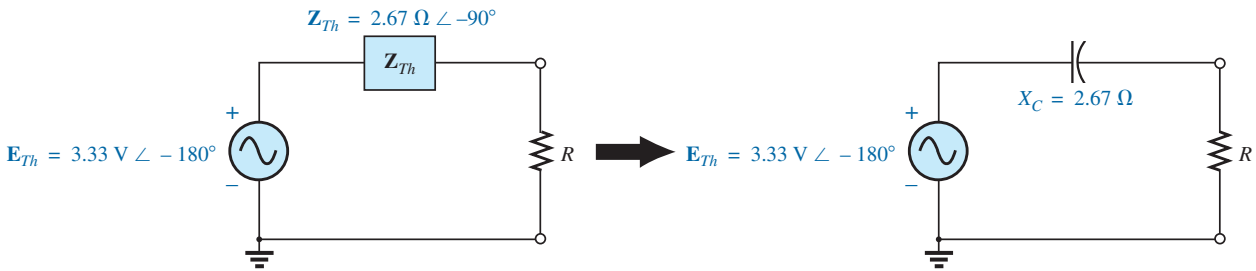 Z_Th = 2.67 Ω ∠ –90°
Z_Th
+
E_Th = 3.33 V ∠ – 180°
–
R
X_C = 2.67 Ω
+
E_Th = 3.33 V ∠ – 180°
–
R